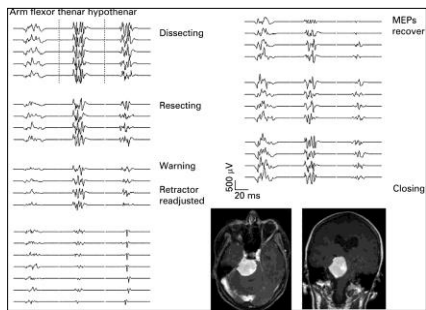 Arm flexor thenar hypothenar
Dissecting
Resecting
Warning
Retractor
readjusted
MEPs
recover
500 µV
20 ms
Closing